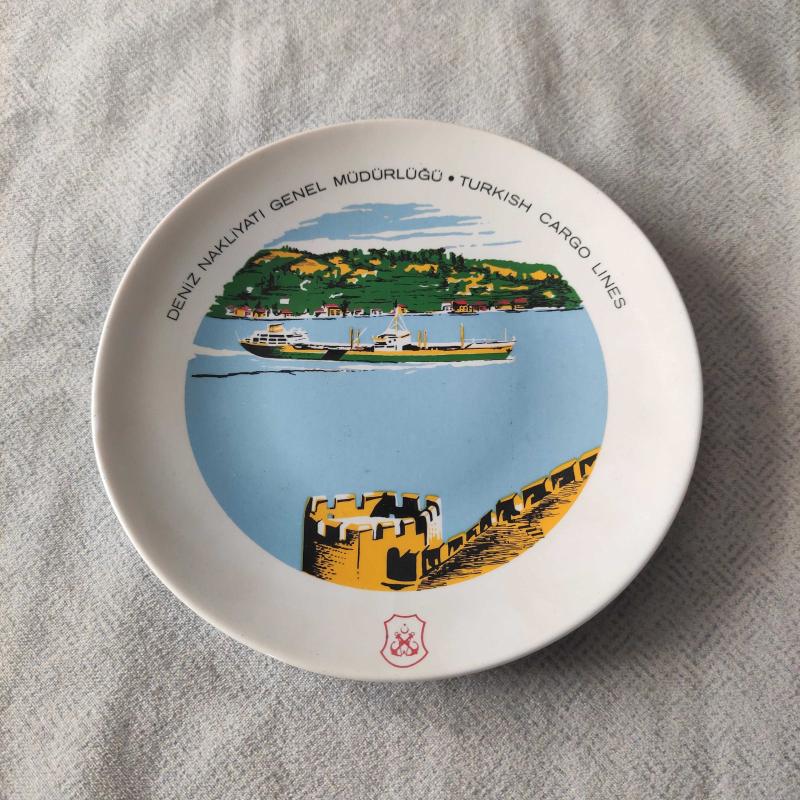 DENIZ NAKLIYATI GENEL MÜDÜRLÜĞÜ • TURKISH CARGO LINES